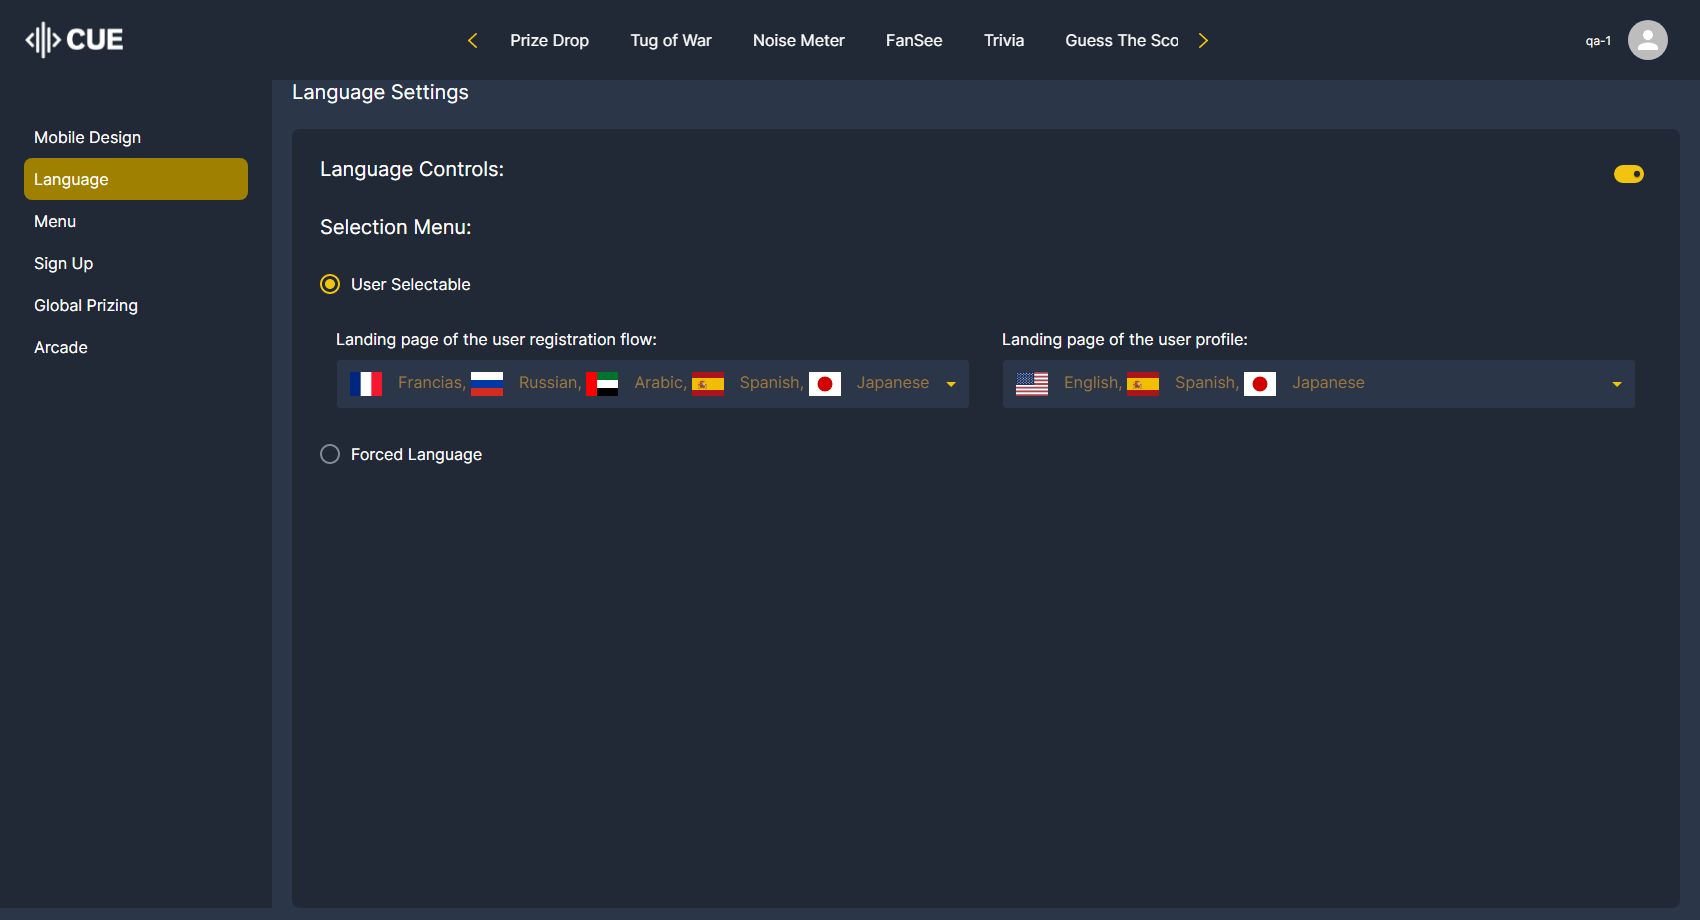 CUE
Prize Drop Tug of War Noise Meter FanSee Trivia Guess The Sco
qa-1
Mobile Design
Language
Menu
Sign Up
Global Prizing
Arcade
Language Settings
Language Controls:
Selection Menu:
User Selectable
Landing page of the user registration flow:
Francias, Russian, Arabic, Spanish, Japanese
Landing page of the user profile:
English, Spanish, Japanese
Forced Language